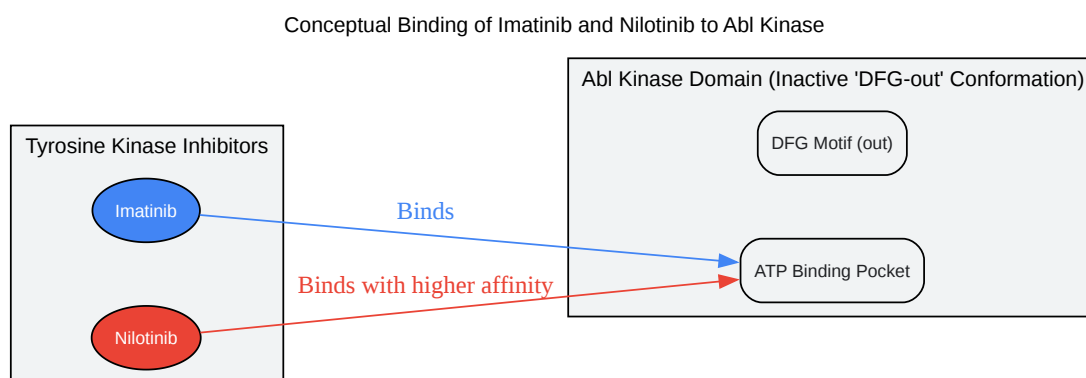 Conceptual Binding of Imatinib and Nilotinib to Abl Kinase
Abl Kinase Domain (Inactive 'DFG-out' Conformation)
DFG Motif (out)
Tyrosine Kinase Inhibitors
Imatinib
Binds
ATP Binding Pocket
Binds with higher affinity
Nilotinib